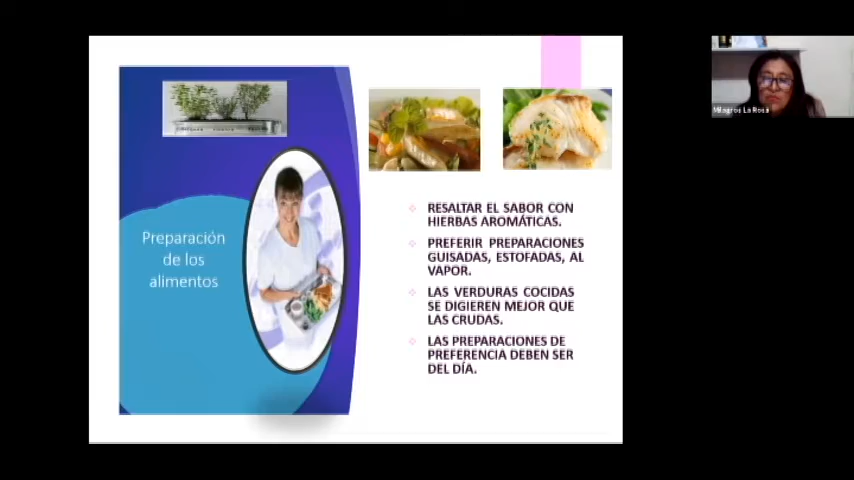 Preparación
de los
alimentos
RESALTAR EL SABOR CON
HIERBAS AROMÁTICAS.
PREFERIR PREPARACIONES
GUISADAS, ESTOFADAS, AL
VAPOR.
LAS VERDURAS COCIDAS
SE DIGIEREN MEJOR QUE
LAS CRUDAS.
LAS PREPARACIONES DE
PREFERENCIA DEBEN SER
DEL DÍA.
Milagros La Rosa